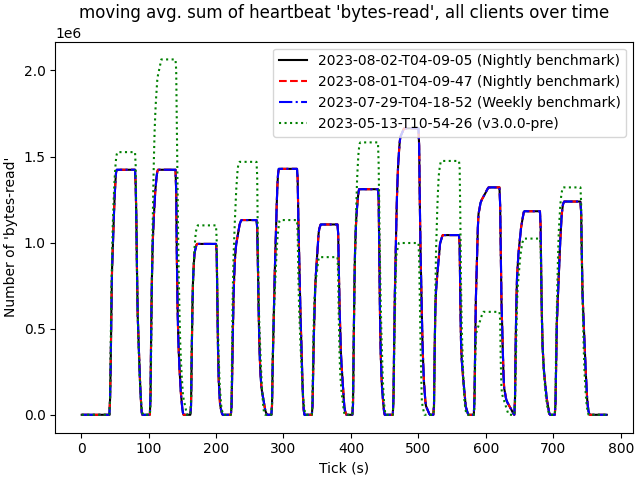 moving avg. sum of heartbeat 'bytes-read', all clients over time
1e6
2023-08-02-T04-09-05 (Nightly benchmark)
2023-08-01-T04-09-47 (Nightly benchmark)
2023-07-29-T04-18-52 (Weekly benchmark)
2023-05-13-T10-54-26 (v3.0.0-pre)
Number of 'bytes-read'
2.0
1.5
1.0
0.5
0.0
0 100 200 300 400 500 600 700 800
Tick (s)